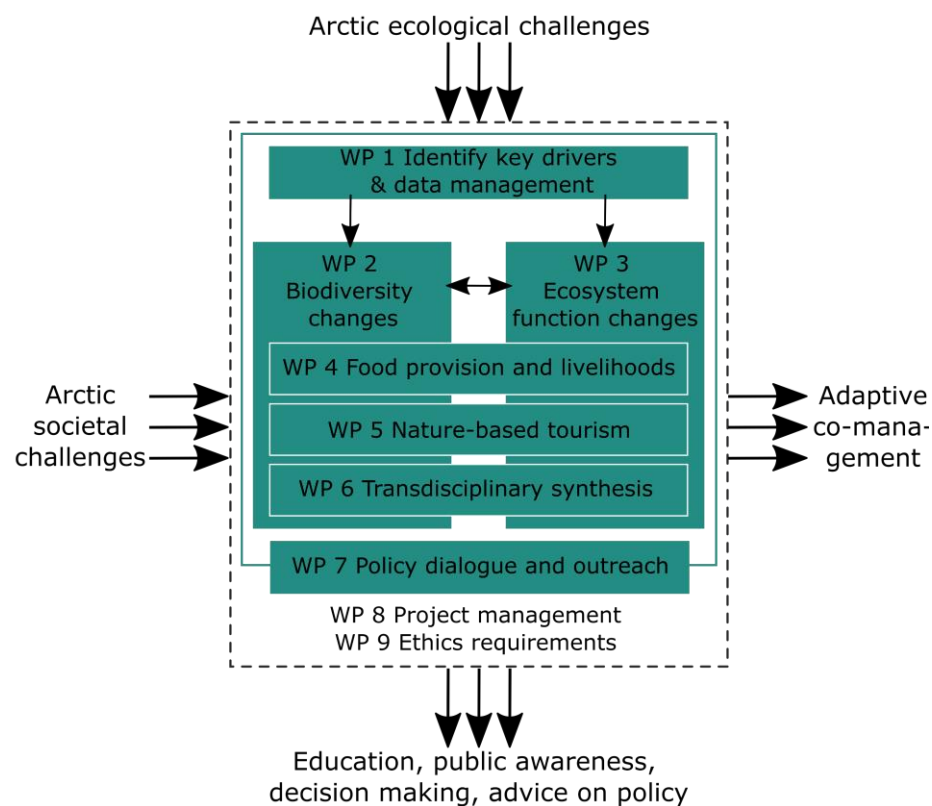 Arctic ecological challenges
WP 1 Identify key drivers
& data management
WP 2
Biodiversity
changes
WP 3
Ecosystem
function changes
WP 4 Food provision and livelihoods
Arctic
societal
challenges
WP 5 Nature-based tourism
Adaptive
co-mana-
gement
WP 6 Transdisciplinary synthesis
WP 7 Policy dialogue and outreach
WP 8 Project management
WP 9 Ethics requirements
Education, public awareness,
decision making, advice on policy